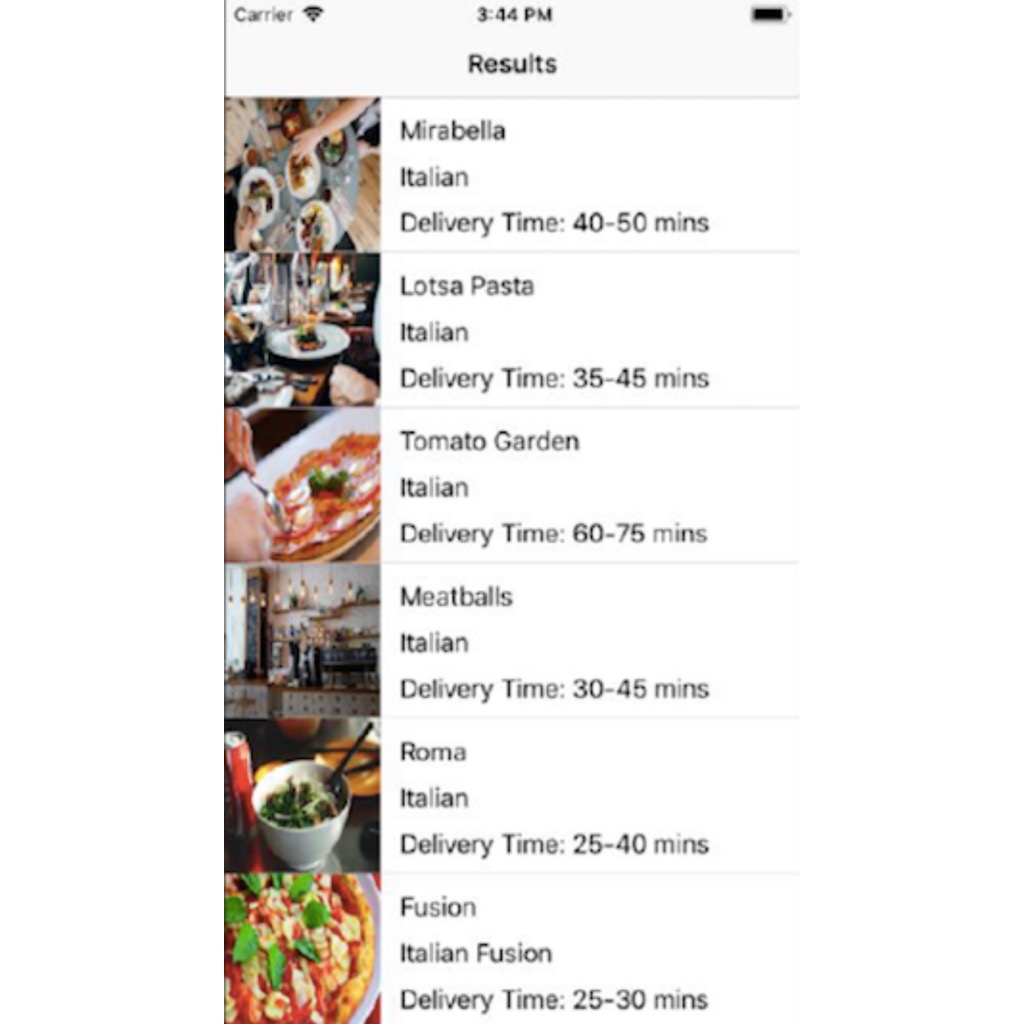 Carrier
3:44 PM
Results
Mirabella
Italian
Delivery Time: 40-50 mins
Lotsa Pasta
Italian
Delivery Time: 35-45 mins
Tomato Garden
Italian
Delivery Time: 60-75 mins
Meatballs
Italian
Delivery Time: 30-45 mins
Roma
Italian
Delivery Time: 25-40 mins
Fusion
Italian Fusion
Delivery Time: 25-30 mins